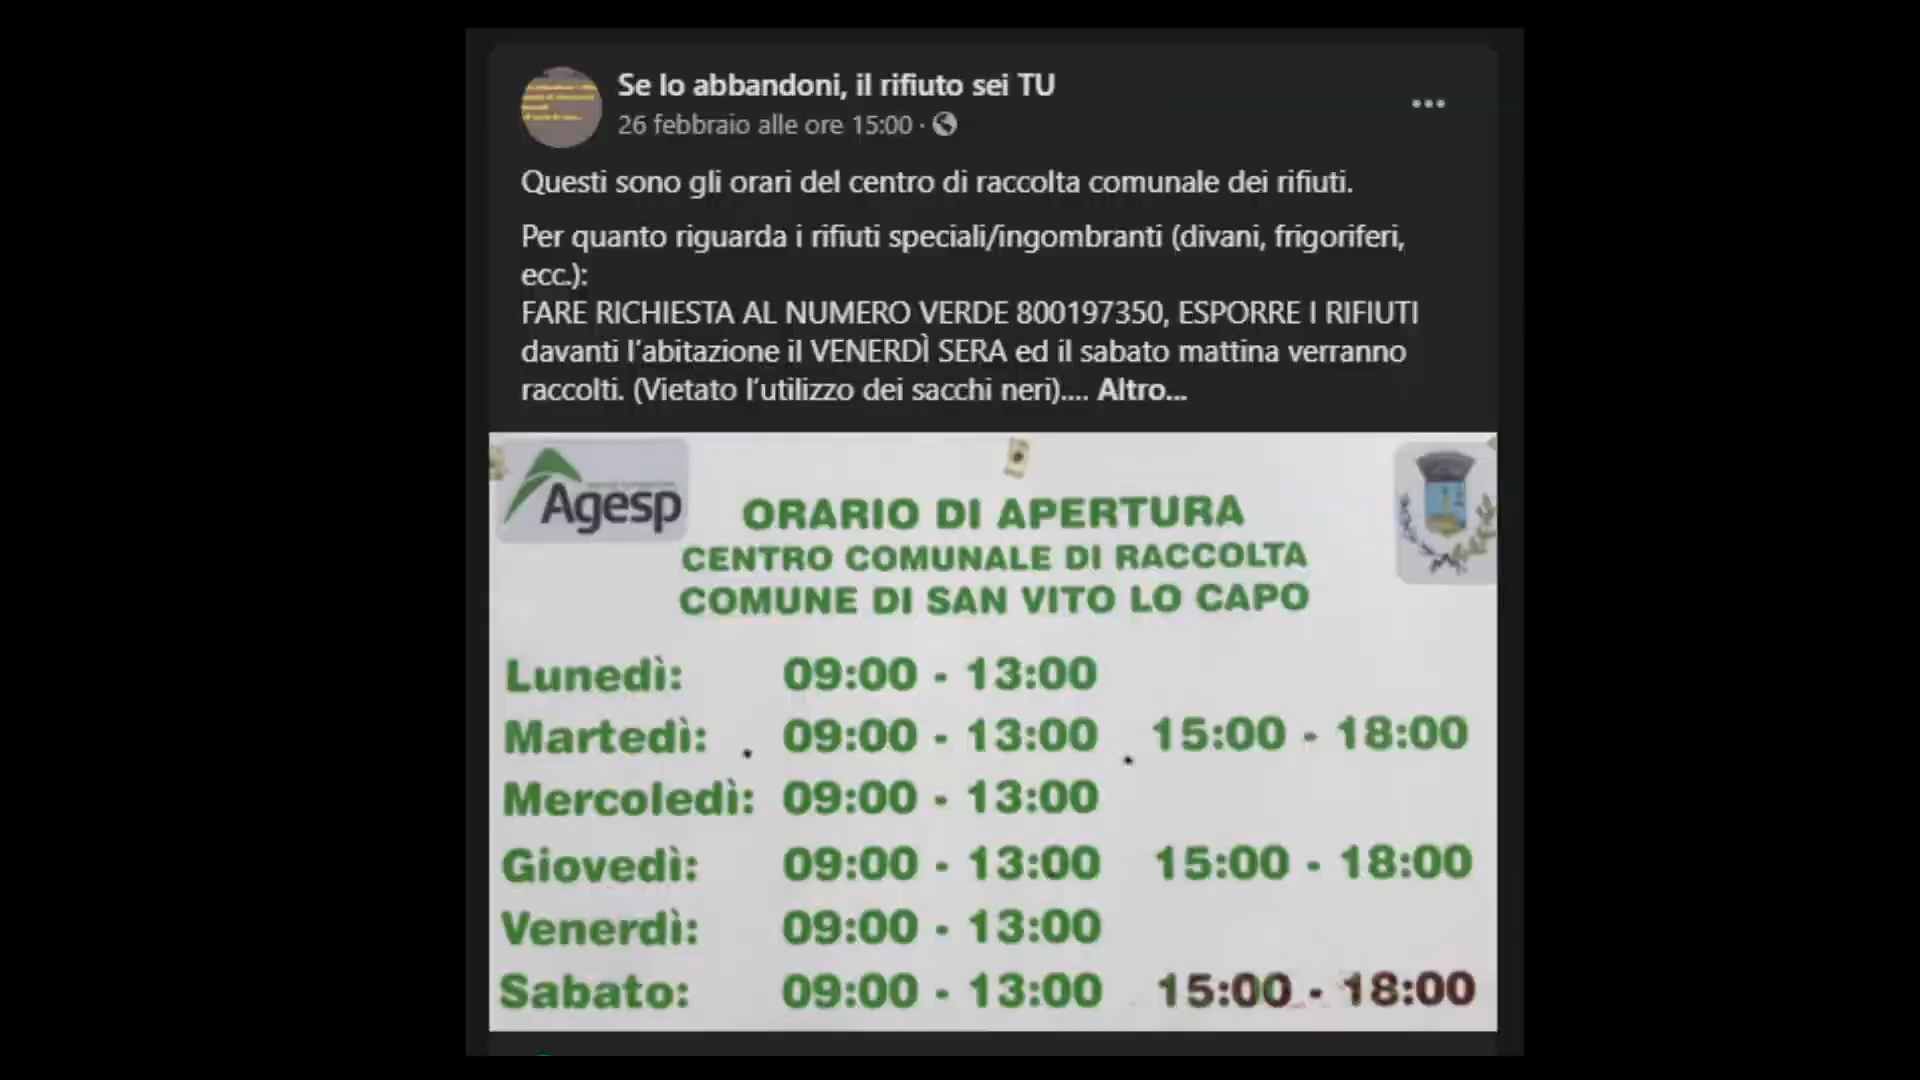 Se lo abbandoni, il rifiuto sei TU
26 febbraio alle ore 15:00 ·
Questi sono gli orari del centro di raccolta comunale dei rifiuti.
Per quanto riguarda i rifiuti speciali/ingombranti (divani, frigoriferi,
ecc.):
FARE RICHIESTA AL NUMERO VERDE 800197350, ESPORRE I RIFIUTI
davanti l'abitazione il VENERDÌ SERA ed il sabato mattina verranno
raccolti. (Vietato l'utilizzo dei sacchi neri).... Altro...
Agesp
ORARIO DI APERTURA
CENTRO COMUNALE DI RACCOLTA
COMUNE DI SAN VITO LO CAPO
Lunedì: 09:00 - 13:00
Martedì: 09:00 - 13:00 15:00 - 18:00
Mercoledì: 09:00 - 13:00
Giovedì: 09:00 - 13:00 15:00 - 18:00
Venerdì: 09:00 - 13:00
Sabato: 09:00 - 13:00 15:00 - 18:00